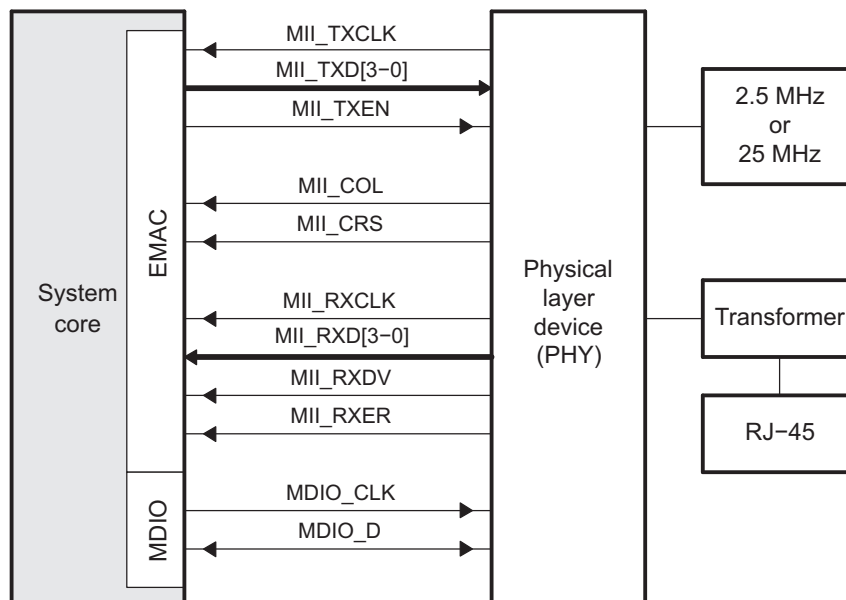 System
core
EMAC
MDIO
MII_TXCLK
MII_TXD[3−0]
MII_TXEN
MII_COL
MII_CRS
MII_RXCLK
MII_RXD[3−0]
MII_RXDV
MII_RXER
MDIO_CLK
MDIO_D
Physical
layer
device
(PHY)
2.5 MHz
or
25 MHz
Transformer
RJ−45